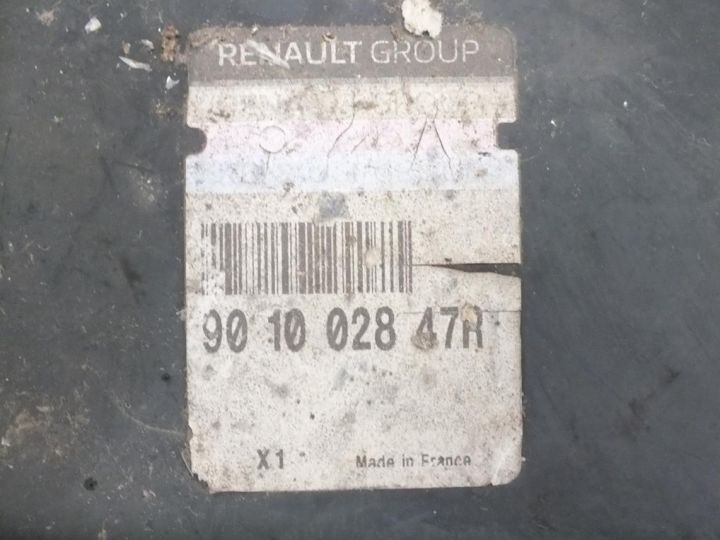 RENAULT GROUP
90 10 028 47R
X1
Made in France